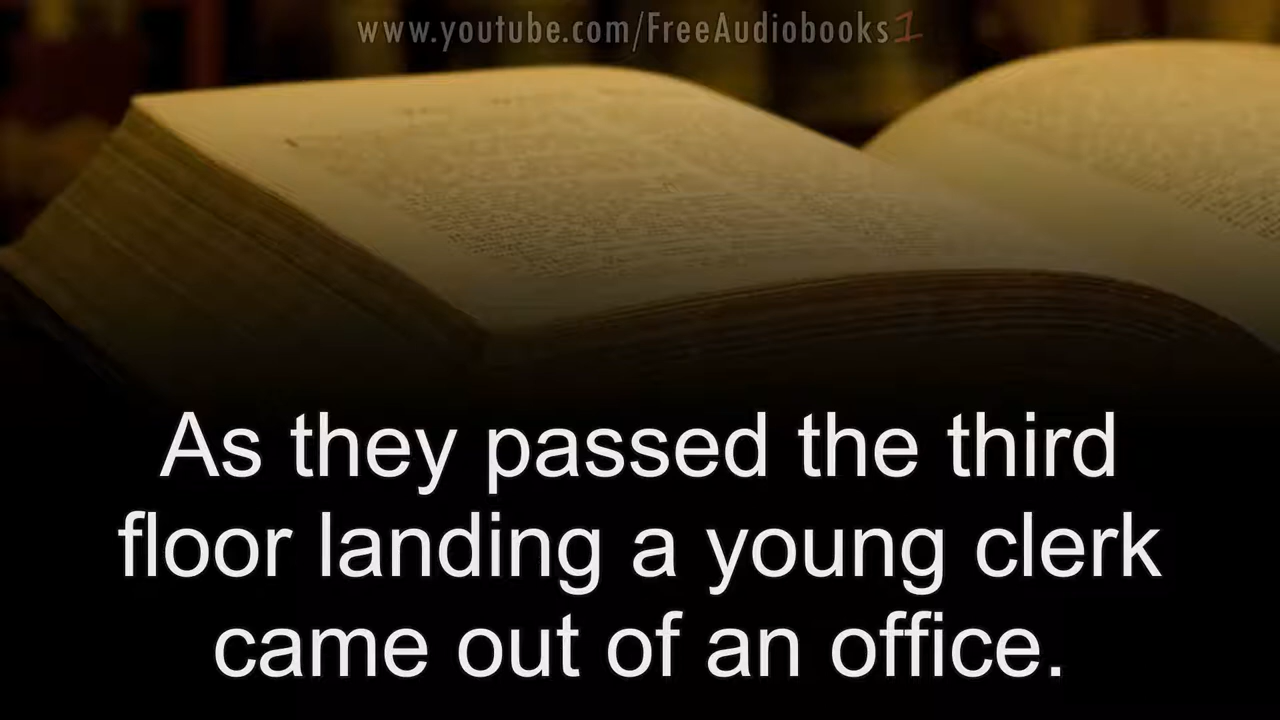 www.youtube.com/FreeAudiobooks1
As they passed the third
floor landing a young clerk
came out of an office.